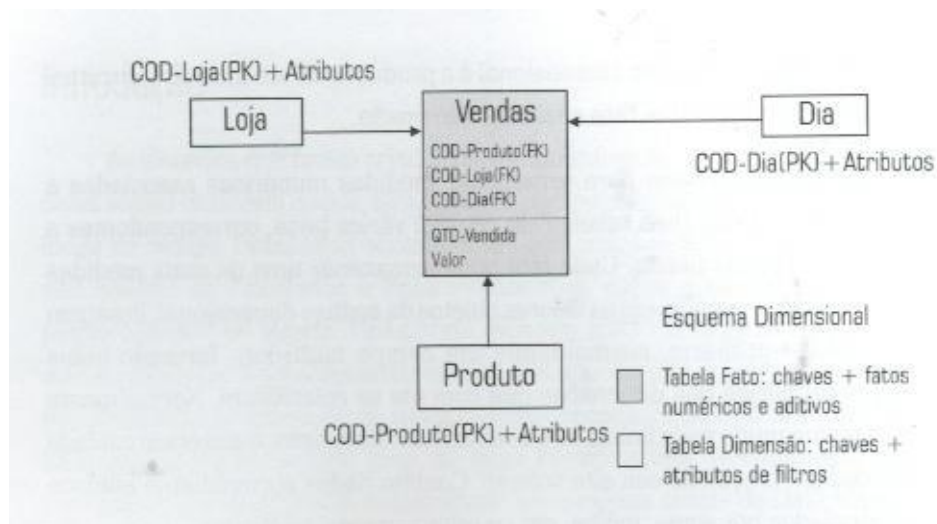 COD-Loja(PK)+Atributos
Loja
Vendas
COD-Produto(FK)
COD-Loja(FK)
COD-Dia(FK)
QTD-Vendida
Valor
Dia
COD-Dia(PK)+Atributos
Produto
COD-Produto(PK)+Atributos
Esquema Dimensional
Tabela Fato: chaves + fatos
numéricos e aditivos
Tabela Dimensão: chaves +
atributos de filtros